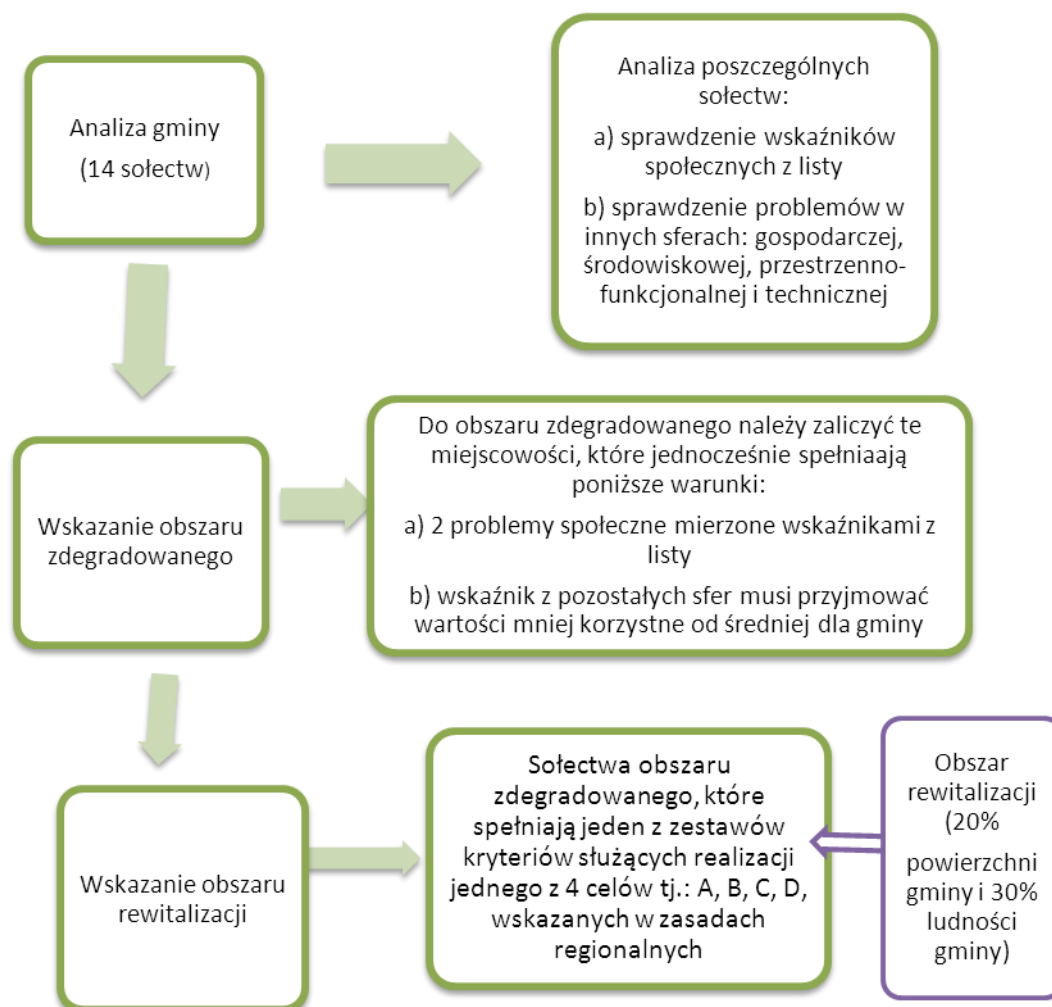 Analiza gminy
(14 sołectw)
Analiza poszczególnych
sołectw:
a) sprawdzenie wskaźników
społecznych z listy
b) sprawdzenie problemów w
innych sferach: gospodarczej,
środowiskowej, przestrzenno-
funkcjonalnej i technicznej
Wskazanie obszaru
zdegradowanego
Do obszaru zdegradowanego należy zaliczyć te
miejscowości, które jednocześnie spełniaają
poniższe warunki:
a) 2 problemy społeczne mierzone wskaźnikami z
listy
b) wskaźnik z pozostałych sfer musi przyjmować
wartości mniej korzystne od średniej dla gminy
Wskazanie obszaru
rewitalizacji
Sołectwa obszaru
zdegradowanego, które
spełniają jeden z zestawów
kryteriów służących realizacji
jednego z 4 celów tj.: A, B, C, D,
wskazanych w zasadach
regionalnych
Obszar
rewitalizacji
(20%
powierzchni
gminy i 30%
ludności
gminy)